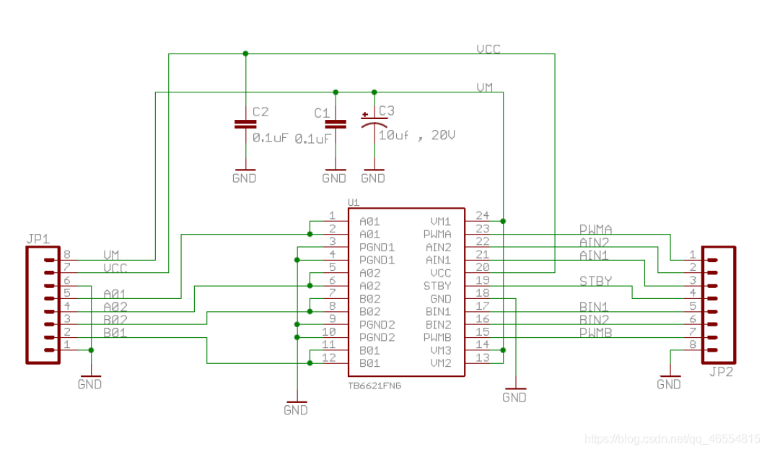 VCC
VM
C2
0.1uF
C1
0.1uF
C3
10uf , 20V
GND
GND
GND
U1
1 A01
2 A01
3 PGND1
4 PGND1
5 A02
6 A02
7 B02
8 B02
9 PGND2
10 PGND2
11 B01
12 B01
VM1 24
PWMA 23
AIN2 22
AIN1 21
VCC 20
STBY 19
GND 18
BIN1 17
BIN2 16
PWMB 15
VM3 14
VM2 13
TB6621FNG
JP1
8 VM
7 VCC
6
5 A01
4 A02
3 B02
2 B01
1
GND
GND
GND
PWMA 1
AIN2 2
AIN1 3
STBY 4
BIN1 5
BIN2 6
PWMB 7
8
GND
JP2
https://blog.csdn.net/qq_46554815